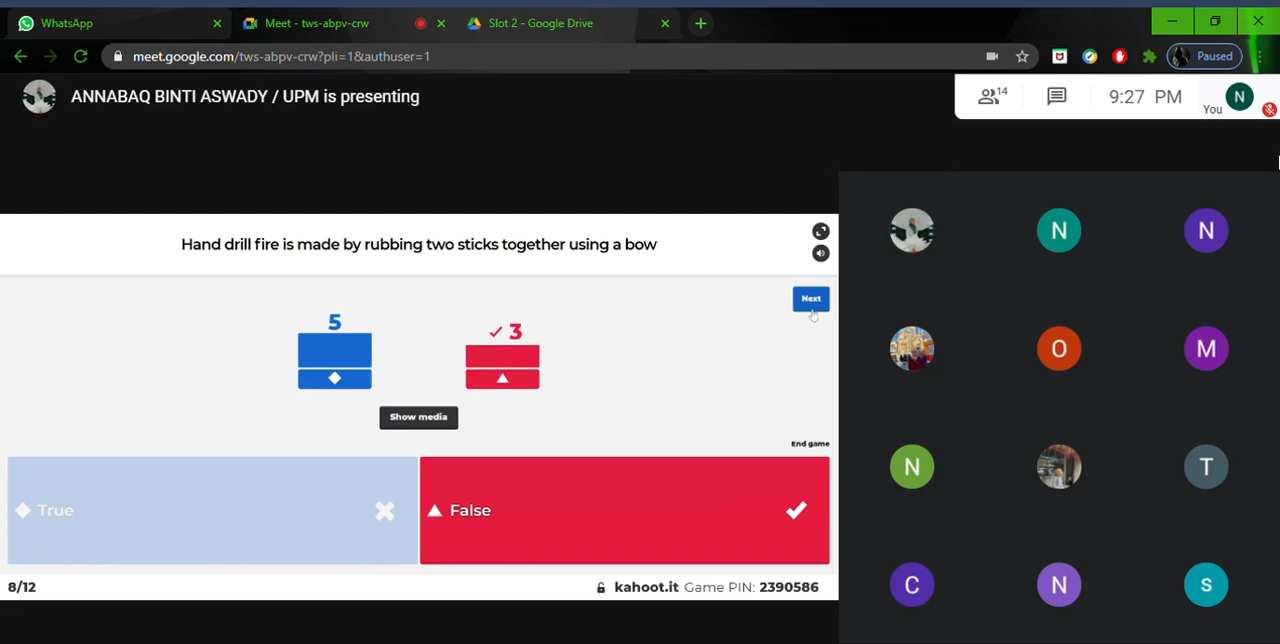 WhatsApp
Meet - tws-abpv-crw
Slot 2 - Google Drive
meet.google.com/tws-abpv-crw?pli=1&authuser=1
Paused
ANNABAQ BINTI ASWADY / UPM is presenting
14
9:27 PM
You
N
Hand drill fire is made by rubbing two sticks together using a bow
Next
5
3
Show media
End game
True
False
8/12
kahoot.it Game PIN: 2390586
N
N
O
M
N
T
C
N
s